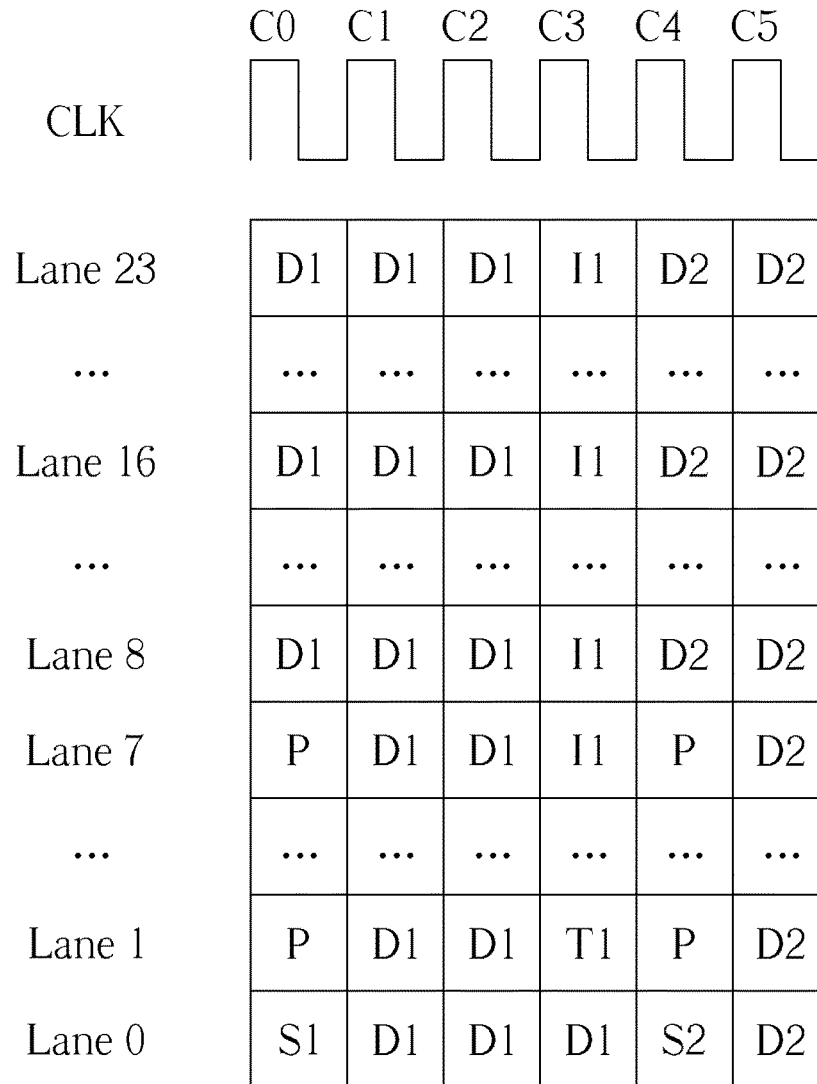 C0 C1 C2 C3 C4 C5
CLK
Lane 23 D1 D1 D1 I1 D2 D2
... ... ... ... ... ... ...
Lane 16 D1 D1 D1 I1 D2 D2
... ... ... ... ... ... ...
Lane 8 D1 D1 D1 I1 D2 D2
Lane 7 P D1 D1 I1 P D2
... ... ... ... ... ... ...
Lane 1 P D1 D1 T1 P D2
Lane 0 S1 D1 D1 D1 S2 D2